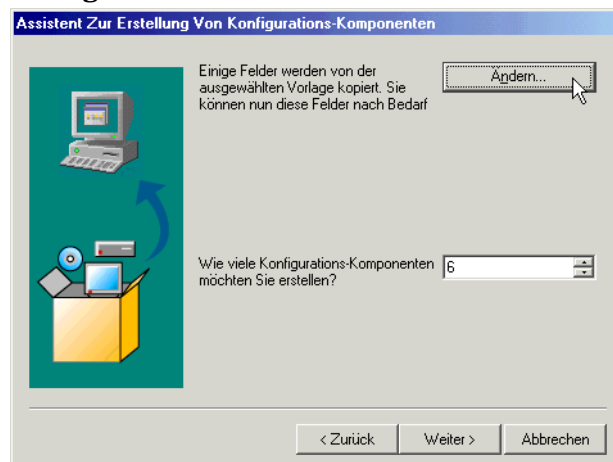 Assistent Zur Erstellung Von Konfigurations-Komponenten
Einige Felder werden von der
ausgewählten Vorlage kopiert. Sie
können nun diese Felder nach Bedarf
Ändern...
Wie viele Konfigurations-Komponenten
möchten Sie erstellen?
6
< Zurück
Weiter >
Abbrechen